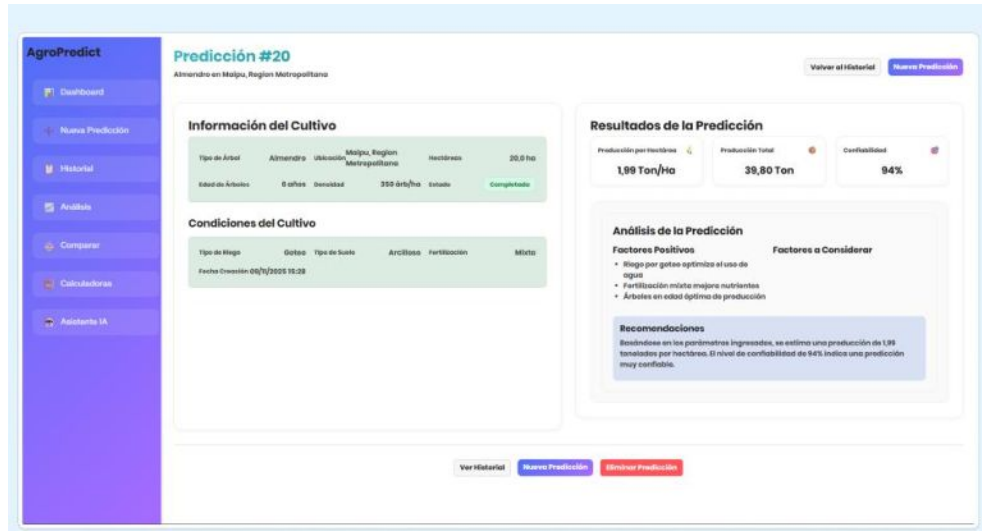 AgroPredict
Dashboard
Nueva Predicción
Historial
Análisis
Comparar
Calculadoras
Asistente IA
Predicción #20
Almendro en Maipu, Region Metropolitana
Volver al Historial
Nueva Predicción
Información del Cultivo
Tipo de Árbol Almendro Ubicación Maipu, Region Metropolitana Hectáreas 20,0 ha
Edad de Árboles 6 años Densidad 350 árb/ha Estado Completada
Condiciones del Cultivo
Tipo de Riego Goteo Tipo de Suelo Arcilloso Fertilización Mixta
Fecha Creación 09/11/2025 15:28
Resultados de la Predicción
Producción por Hectárea
1,99 Ton/Ha
Producción Total
39,80 Ton
Confiabilidad
94%
Análisis de la Predicción
Factores Positivos
• Riego por goteo optimiza el uso de
agua
• Fertilización mixta mejora nutrientes
• Árboles en edad óptima de producción
Factores a Considerar
Recomendaciones
Basándose en los parámetros ingresados, se estima una producción de 1,99
toneladas por hectárea. El nivel de confiabilidad de 94% indica una predicción
muy confiable.
Ver Historial
Nueva Predicción
Eliminar Predicción